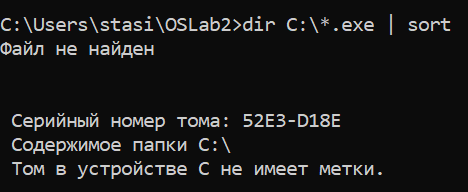 C:\Users\stasi\OSLab2>dir C:\*.exe | sort
Файл не найден
Серийный номер тома: 52E3-D18E
Содержимое папки C:\
Том в устройстве C не имеет метки.